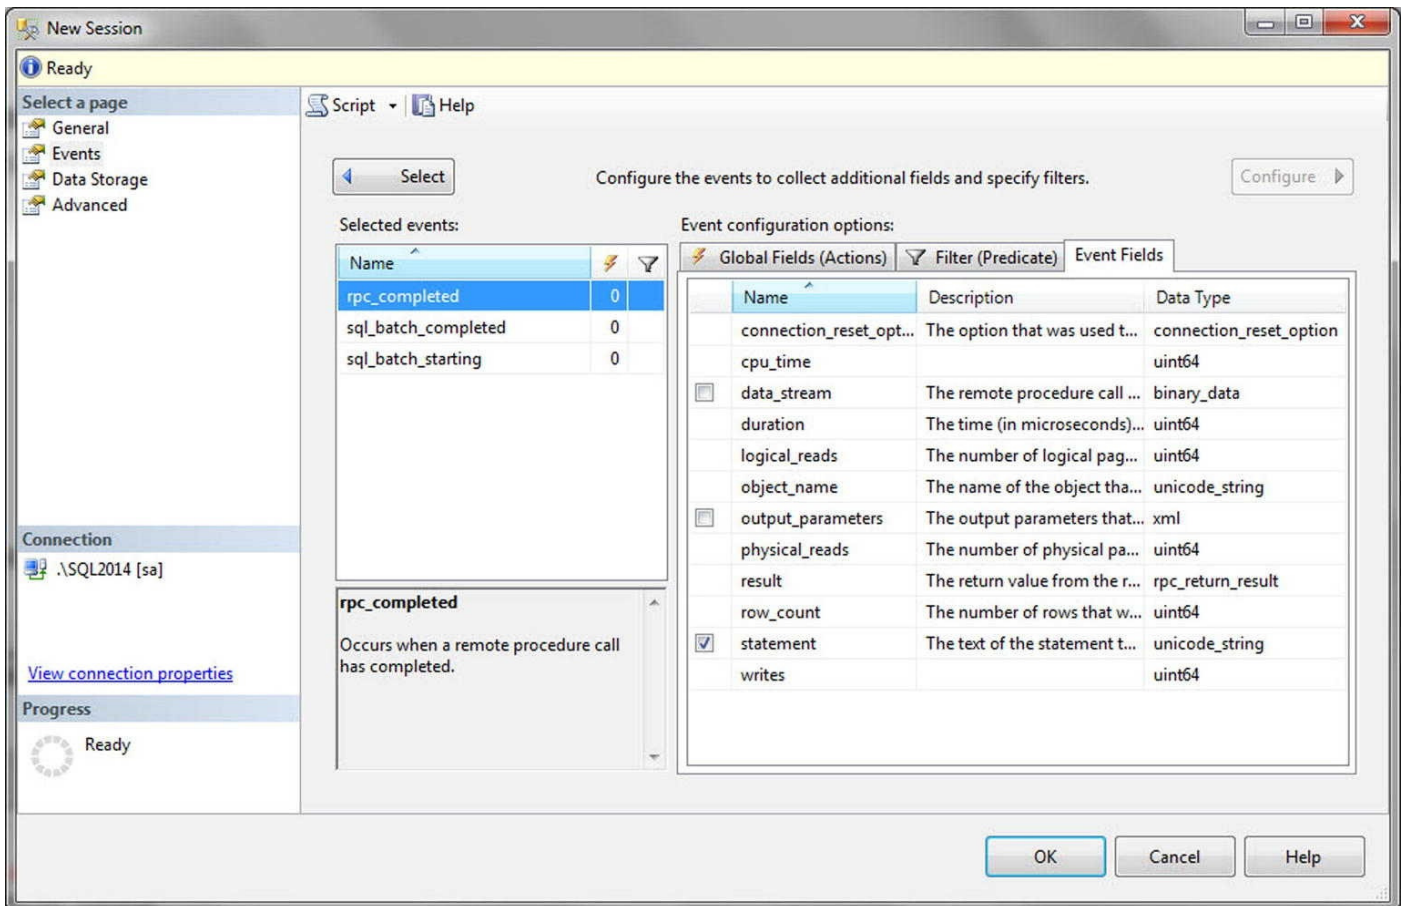 New Session
Ready
Select a page
General
Events
Data Storage
Advanced
Script Help
Select Configure the events to collect additional fields and specify filters. Configure
Selected events:
Name
rpc_completed 0
sql_batch_completed 0
sql_batch_starting 0
rpc_completed
Occurs when a remote procedure call
has completed.
Event configuration options:
Global Fields (Actions) Filter (Predicate) Event Fields
Name Description Data Type
connection_reset_opt... The option that was used t... connection_reset_option
cpu_time uint64
data_stream The remote procedure call ... binary_data
duration The time (in microseconds)... uint64
logical_reads The number of logical pag... uint64
object_name The name of the object tha... unicode_string
output_parameters The output parameters that... xml
physical_reads The number of physical pa... uint64
result The return value from the r... rpc_return_result
row_count The number of rows that w... uint64
statement The text of the statement t... unicode_string
writes uint64
Connection
.\SQL2014 [sa]
View connection properties
Progress
Ready
OK Cancel Help